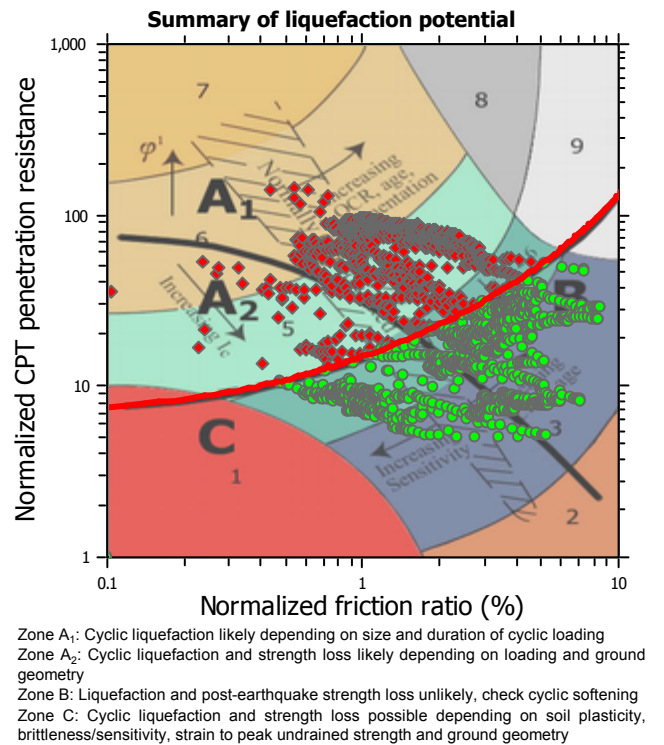 Summary of liquefaction potential
Normalized CPT penetration resistance
1,000
100
10
1
7
8
9
φ'
A1
Increasing
OCR, age,
cementation
Normally
6
A2
Increasing Ic
5
B
C
1
Increasing
Sensitivity
3
2
0.1
1
10
Normalized friction ratio (%)
Zone A1: Cyclic liquefaction likely depending on size and duration of cyclic loading
Zone A2: Cyclic liquefaction and strength loss likely depending on loading and ground
geometry
Zone B: Liquefaction and post-earthquake strength loss unlikely, check cyclic softening
Zone C: Cyclic liquefaction and strength loss possible depending on soil plasticity,
brittleness/sensitivity, strain to peak undrained strength and ground geometry